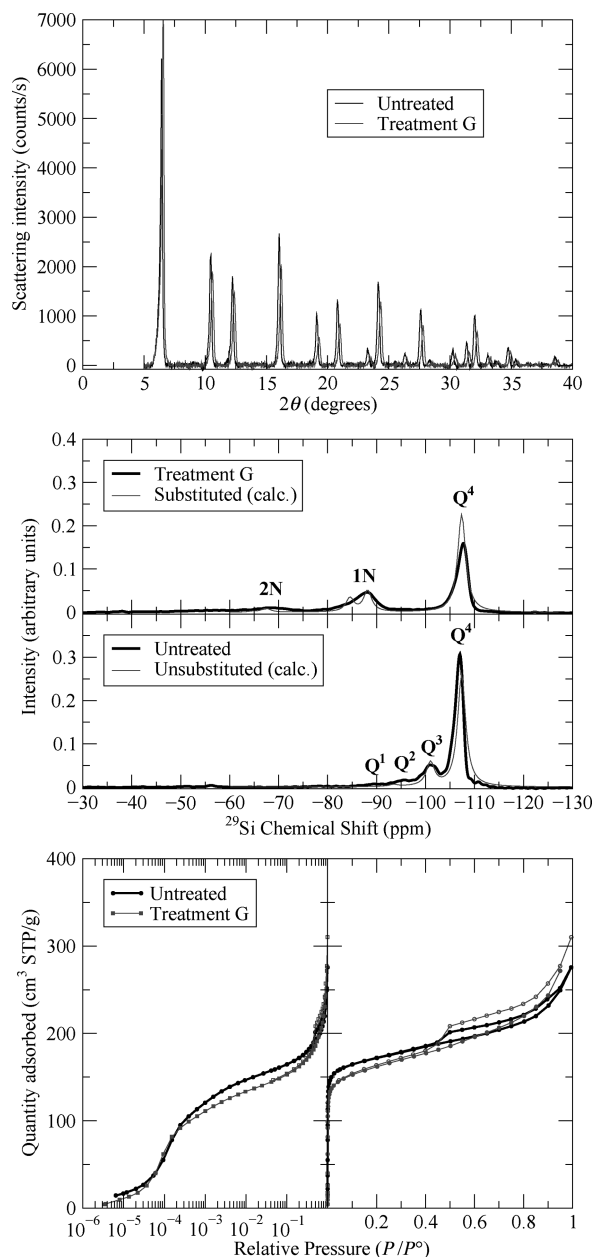 7000
6000
5000
4000
3000
2000
1000
0
Scattering intensity (counts/s)
Untreated
Treatment G
0 5 10 15 20 25 30 35 40
2θ (degrees)
0.4
0.3
0.2
0.1
0
Treatment G
Substituted (calc.)
2N
1N
Q⁴
Intensity (arbitrary units)
0.3
0.2
0.1
0
Untreated
Unsubstituted (calc.)
Q¹
Q²
Q³
Q⁴
−30 −40 −50 −60 −70 −80 −90 −100 −110 −120 −130
²⁹Si Chemical Shift (ppm)
400
300
200
100
0
Quantity adsorbed (cm³ STP/g)
Untreated
Treatment G
10⁻⁶ 10⁻⁵ 10⁻⁴ 10⁻³ 10⁻² 10⁻¹ 0.2 0.4 0.6 0.8 1
Relative Pressure (P/P°)